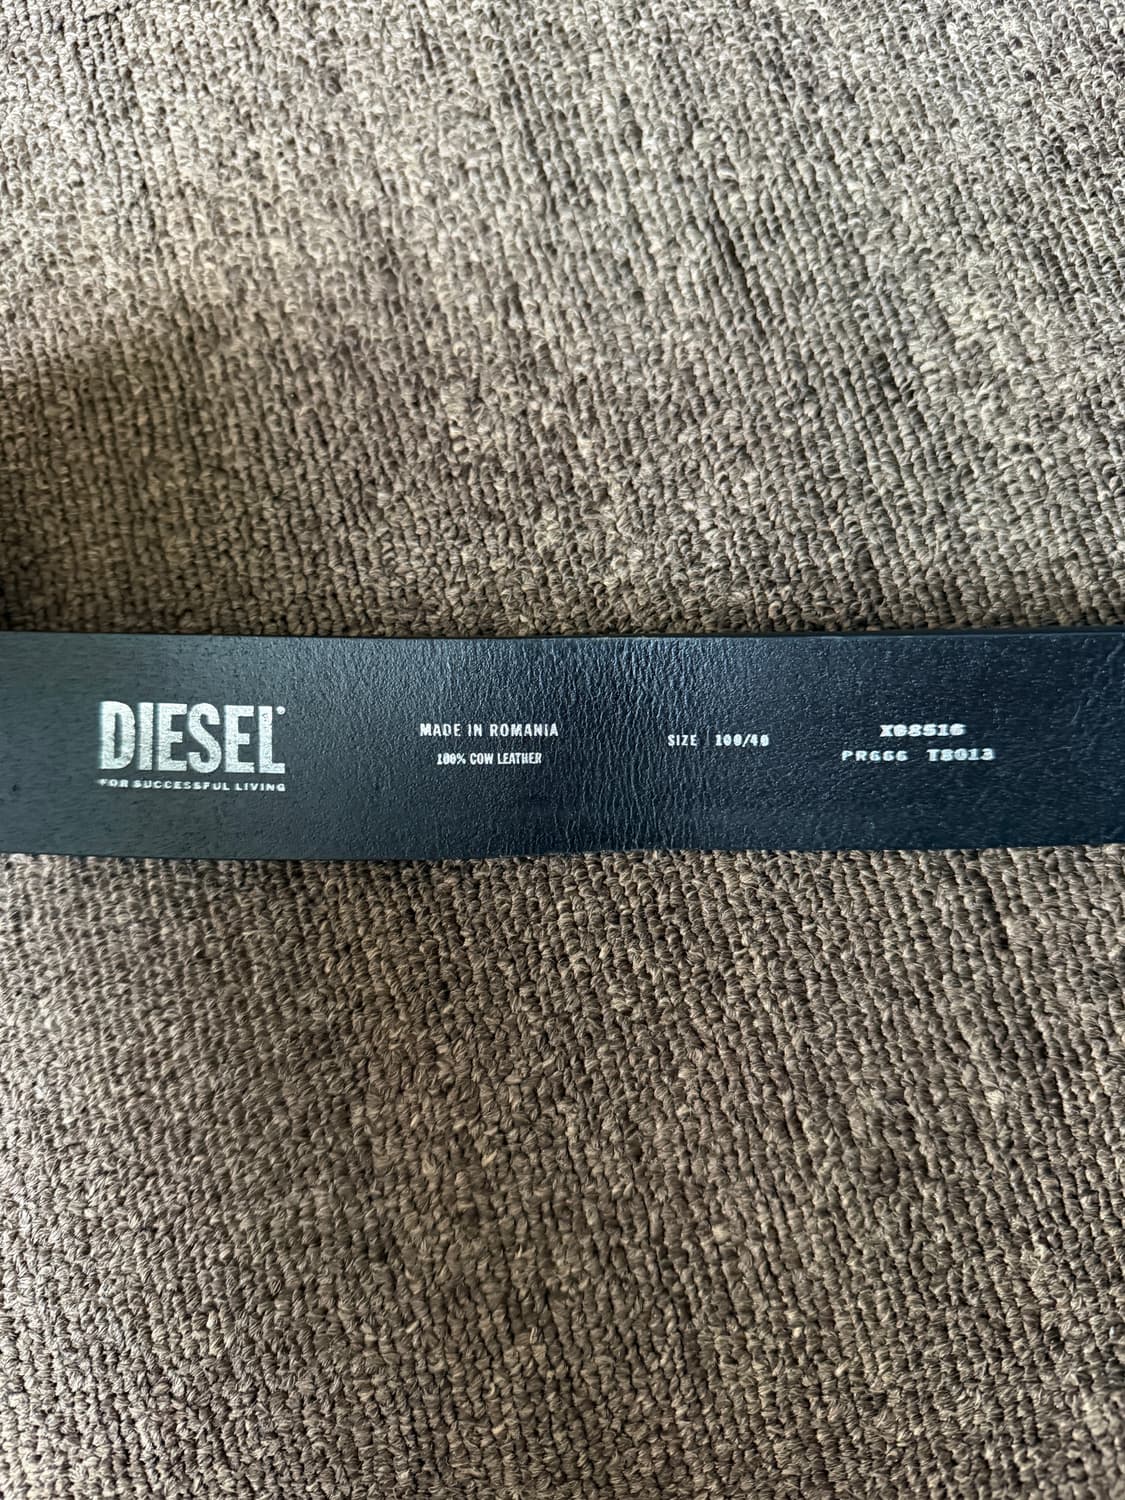 DIESEL
FOR SUCCESSFUL LIVING
MADE IN ROMANIA
100% COW LEATHER
SIZE 100/40
X08516
PR666 T8013